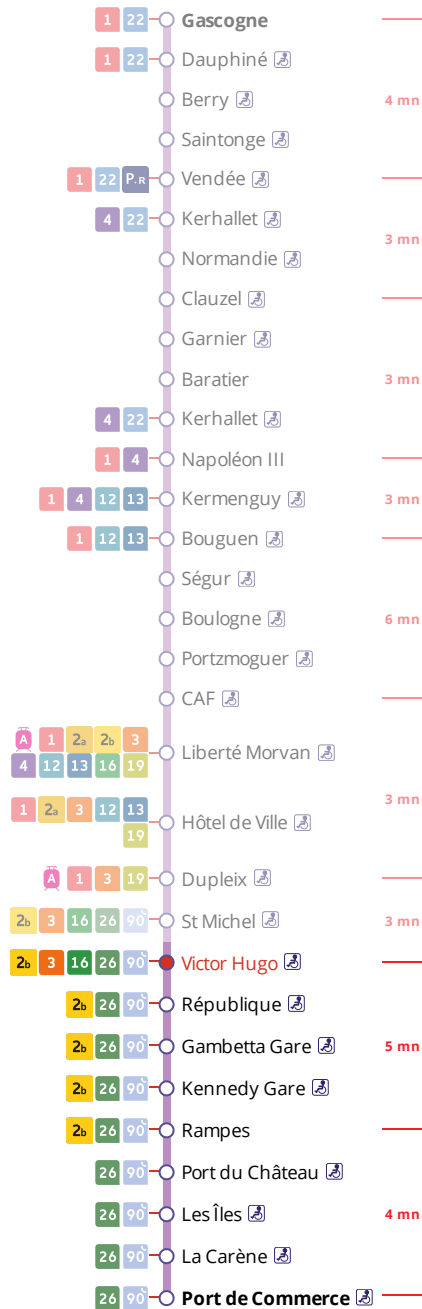 1 22 Gascogne
1 22 Dauphiné
Berry 4 mn
Saintonge
1 22 P+R Vendée
4 22 Kerhallet
Normandie 3 mn
Clauzel
Garnier
Baratier 3 mn
4 22 Kerhallet
1 4 Napoléon III
1 4 12 13 Kermenguy 3 mn
1 12 13 Bouguen
Ségur
Boulogne 6 mn
Portzmoguer
CAF
A 1 2a 2b 3
4 12 13 16 19 Liberté Morvan
1 2a 3 12 13
19 Hôtel de Ville 3 mn
A 1 3 19 Dupleix
2b 3 16 26 90 St Michel 3 mn
2b 3 16 26 90 Victor Hugo
2b 26 90 République
2b 26 90 Gambetta Gare 5 mn
2b 26 90 Kennedy Gare
2b 26 90 Rampes
26 90 Port du Château
26 90 Les Îles 4 mn
26 90 La Carène
26 90 Port de Commerce